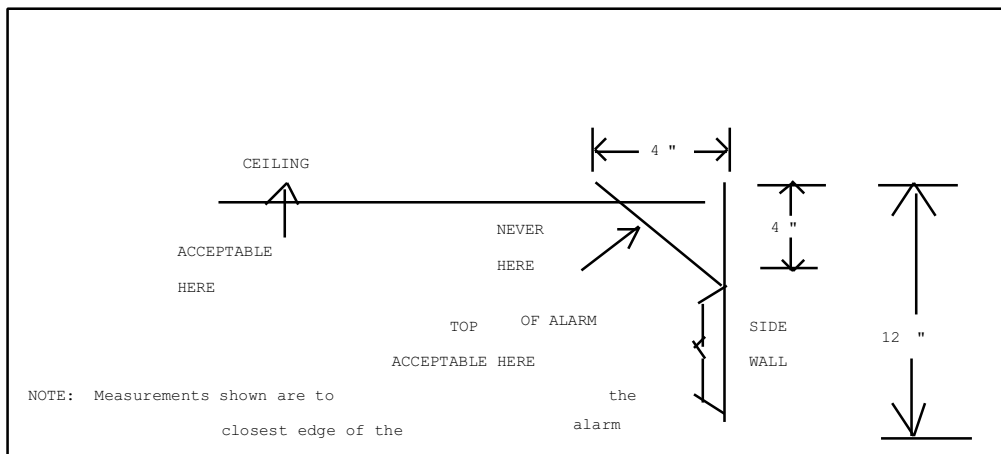 4 "
CEILING
4 "
NEVER
ACCEPTABLE
HERE
HERE
TOP OF ALARM
SIDE
12 "
ACCEPTABLE HERE
WALL
NOTE: Measurements shown are to the
closest edge of the alarm